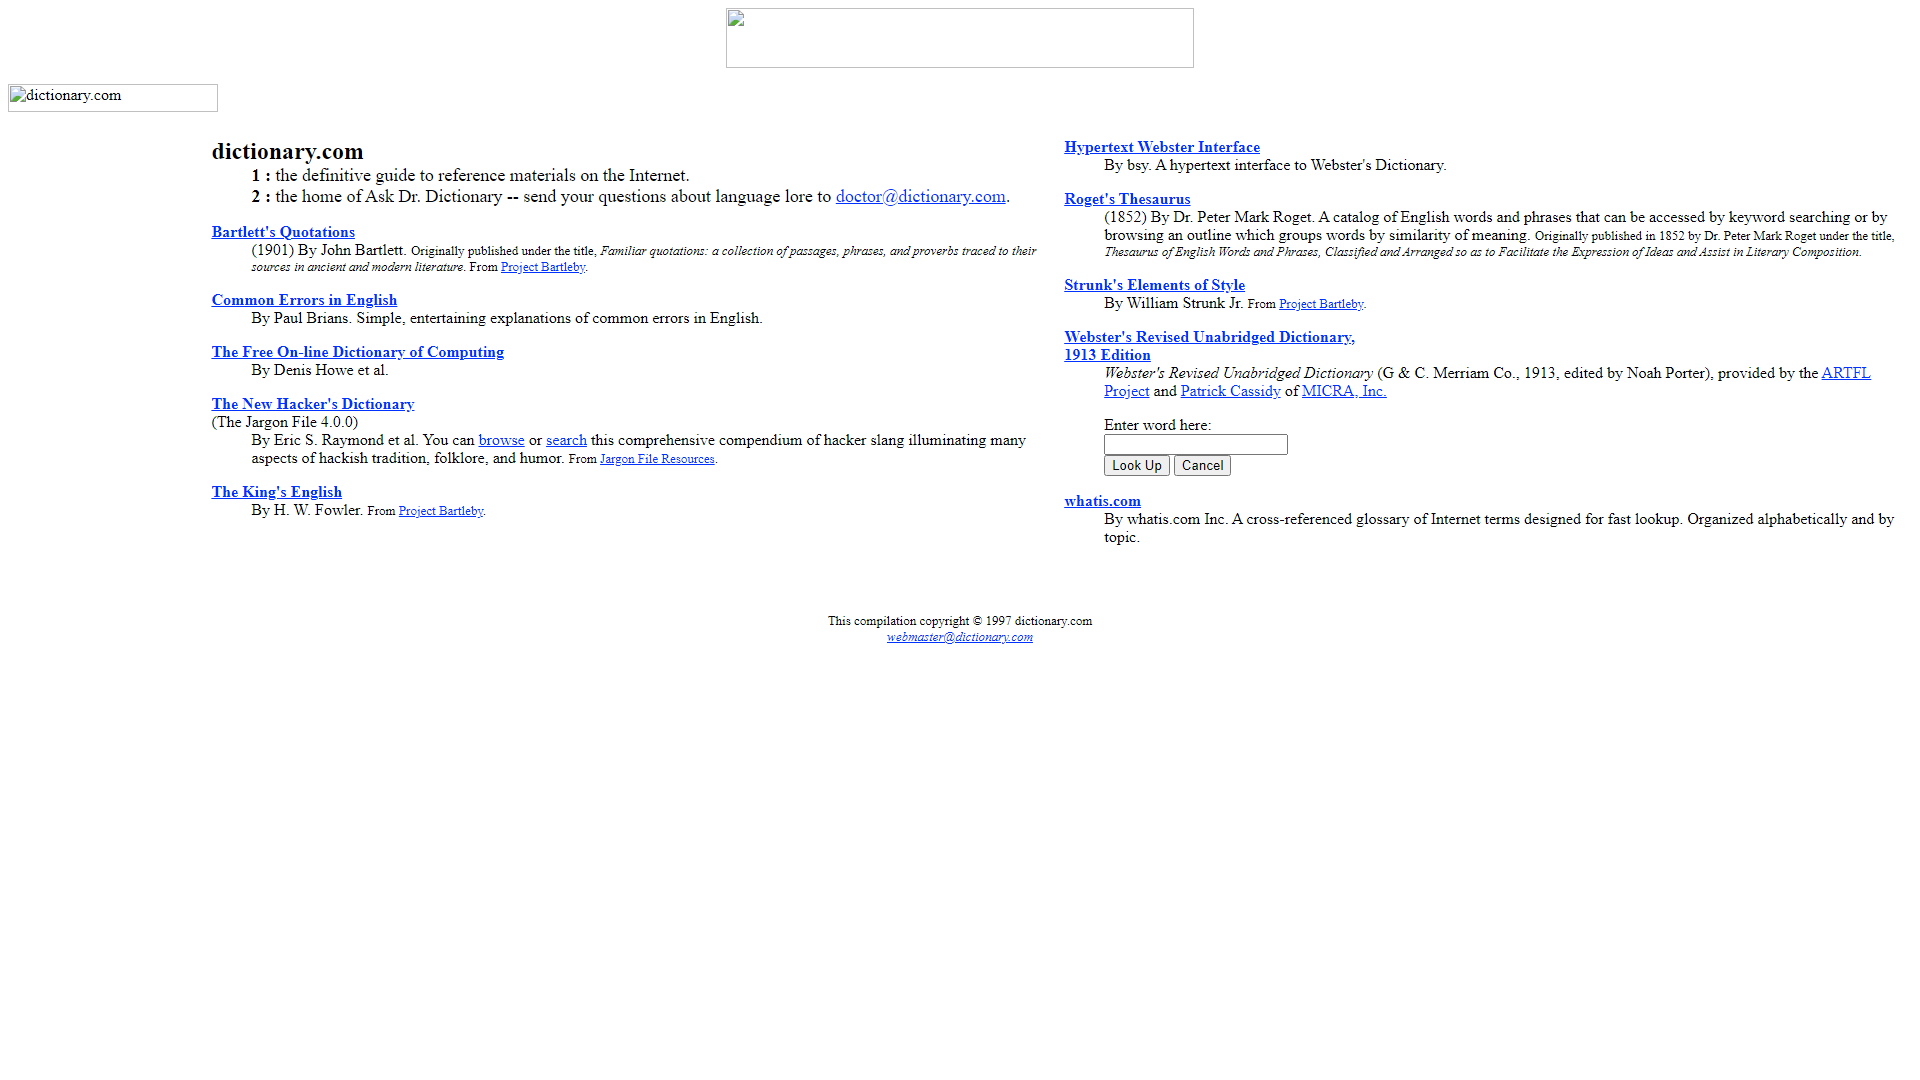 dictionary.com
dictionary.com
1 : the definitive guide to reference materials on the Internet.
2 : the home of Ask Dr. Dictionary -- send your questions about language lore to doctor@dictionary.com.
Bartlett's Quotations
(1901) By John Bartlett. Originally published under the title, Familiar quotations: a collection of passages, phrases, and proverbs traced to their
sources in ancient and modern literature. From Project Bartleby.
Common Errors in English
By Paul Brians. Simple, entertaining explanations of common errors in English.
The Free On-line Dictionary of Computing
By Denis Howe et al.
The New Hacker's Dictionary
(The Jargon File 4.0.0)
By Eric S. Raymond et al. You can browse or search this comprehensive compendium of hacker slang illuminating many
aspects of hackish tradition, folklore, and humor. From Jargon File Resources.
The King's English
By H. W. Fowler. From Project Bartleby.
Hypertext Webster Interface
By bsy. A hypertext interface to Webster's Dictionary.
Roget's Thesaurus
(1852) By Dr. Peter Mark Roget. A catalog of English words and phrases that can be accessed by keyword searching or by
browsing an outline which groups words by similarity of meaning. Originally published in 1852 by Dr. Peter Mark Roget under the title,
Thesaurus of English Words and Phrases, Classified and Arranged so as to Facilitate the Expression of Ideas and Assist in Literary Composition.
Strunk's Elements of Style
By William Strunk Jr. From Project Bartleby.
Webster's Revised Unabridged Dictionary,
1913 Edition
Webster's Revised Unabridged Dictionary (G & C. Merriam Co., 1913, edited by Noah Porter), provided by the ARTFL
Project and Patrick Cassidy of MICRA, Inc.
Enter word here:
Look Up Cancel
whatis.com
By whatis.com Inc. A cross-referenced glossary of Internet terms designed for fast lookup. Organized alphabetically and by
topic.
This compilation copyright © 1997 dictionary.com
webmaster@dictionary.com